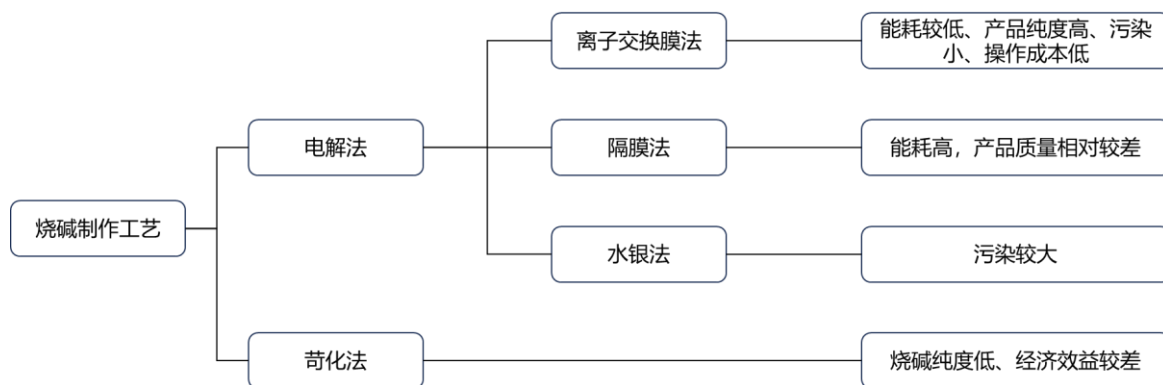 离子交换膜法
能耗较低、产品纯度高、污染
小、操作成本低
电解法
隔膜法
能耗高，产品质量相对较差
烧碱制作工艺
水银法
污染较大
苛化法
烧碱纯度低、经济效益较差